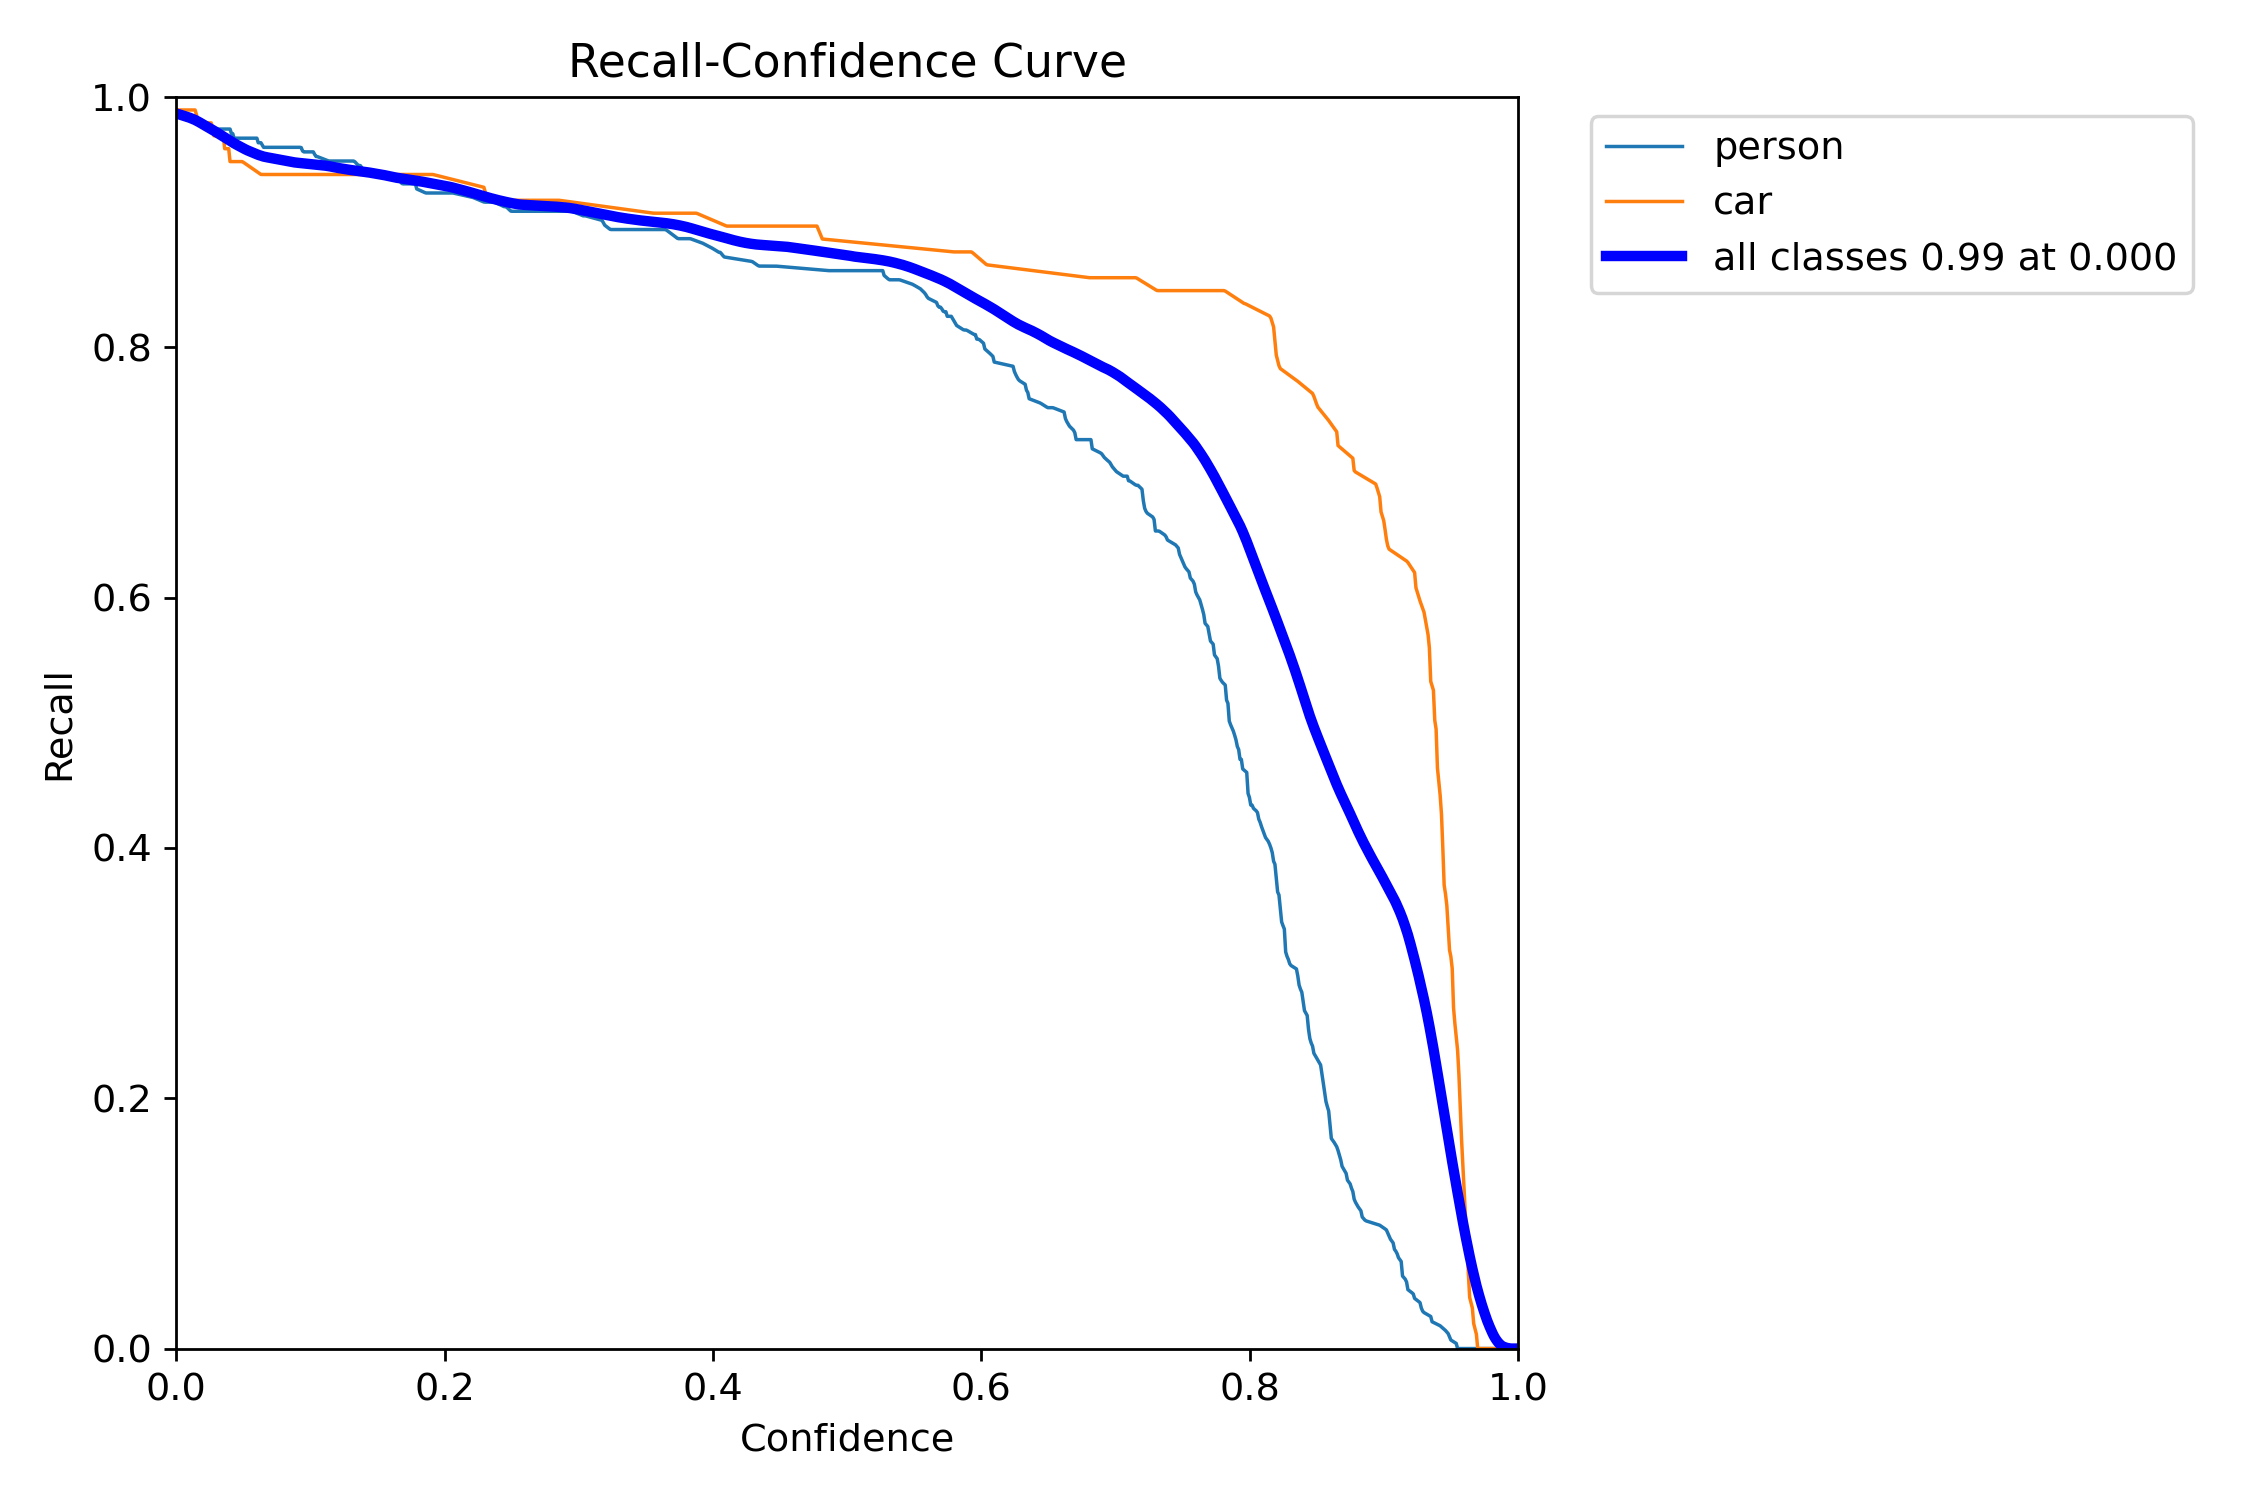 Recall-Confidence Curve
1.0
0.8
0.6
0.4
0.2
0.0
Recall
0.0 0.2 0.4 0.6 0.8 1.0
Confidence
person
car
all classes 0.99 at 0.000